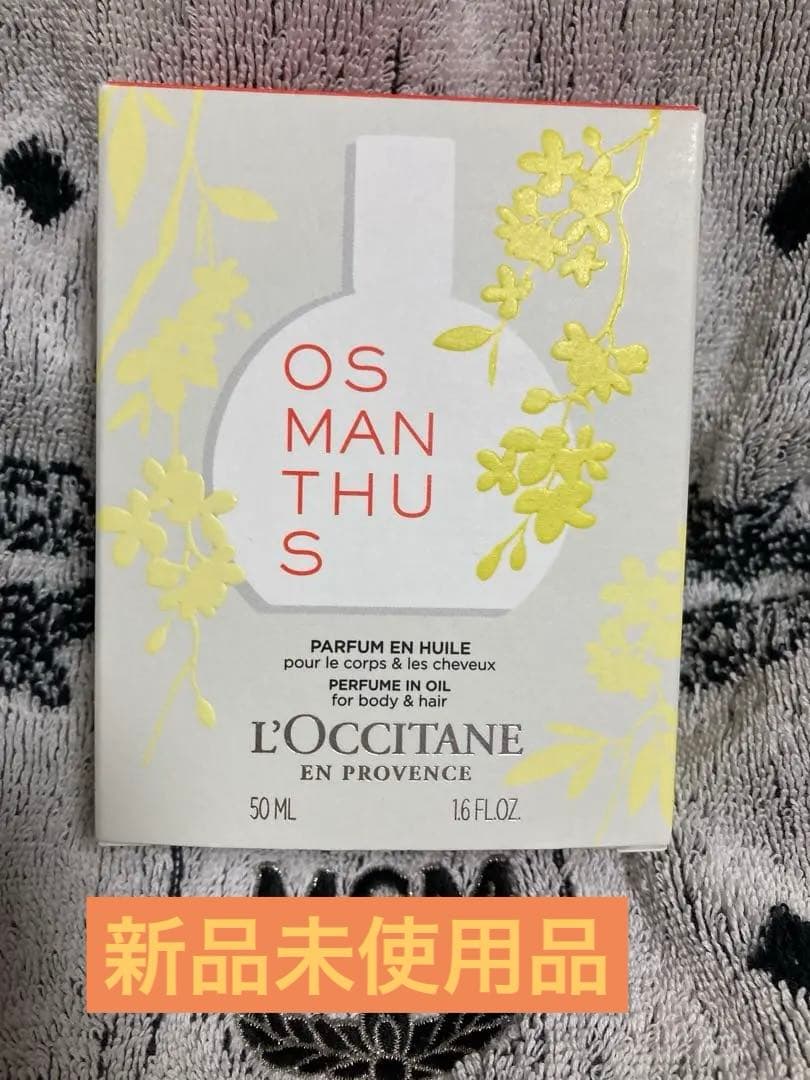 OS
MAN
THU
S
PARFUM EN HUILE
pour le corps & les cheveux
PERFUME IN OIL
for body & hair
L'OCCITANE
EN PROVENCE
50 ML 1.6 FL.OZ.
MCM
新品未使用品